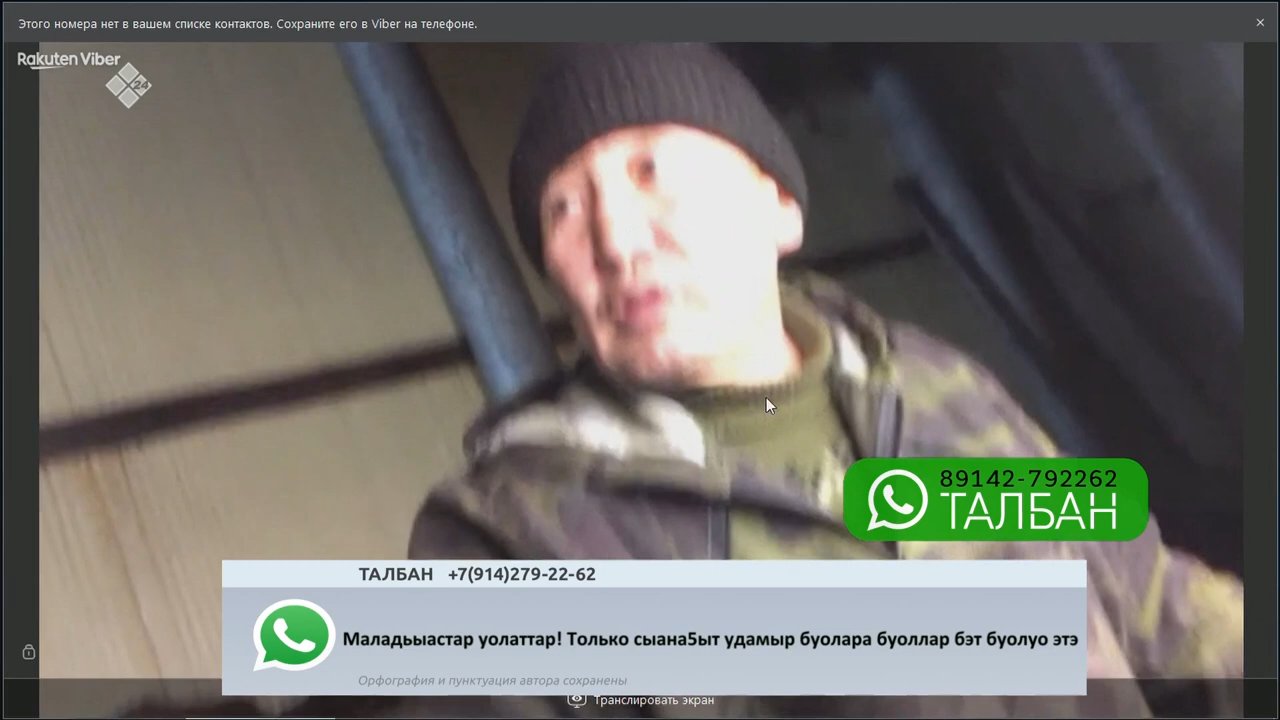 Этого номера нет в вашем списке контактов. Сохраните его в Viber на телефоне.
Rakuten Viber
24
89142-792262
ТАЛБАН
ТАЛБАН +7(914)279-22-62
Маладьыастар уолаттар! Только сыана5ыт удамыр буолара буоллар бэт буолуо этэ
Орфография и пунктуация автора сохранены
Транслировать экран